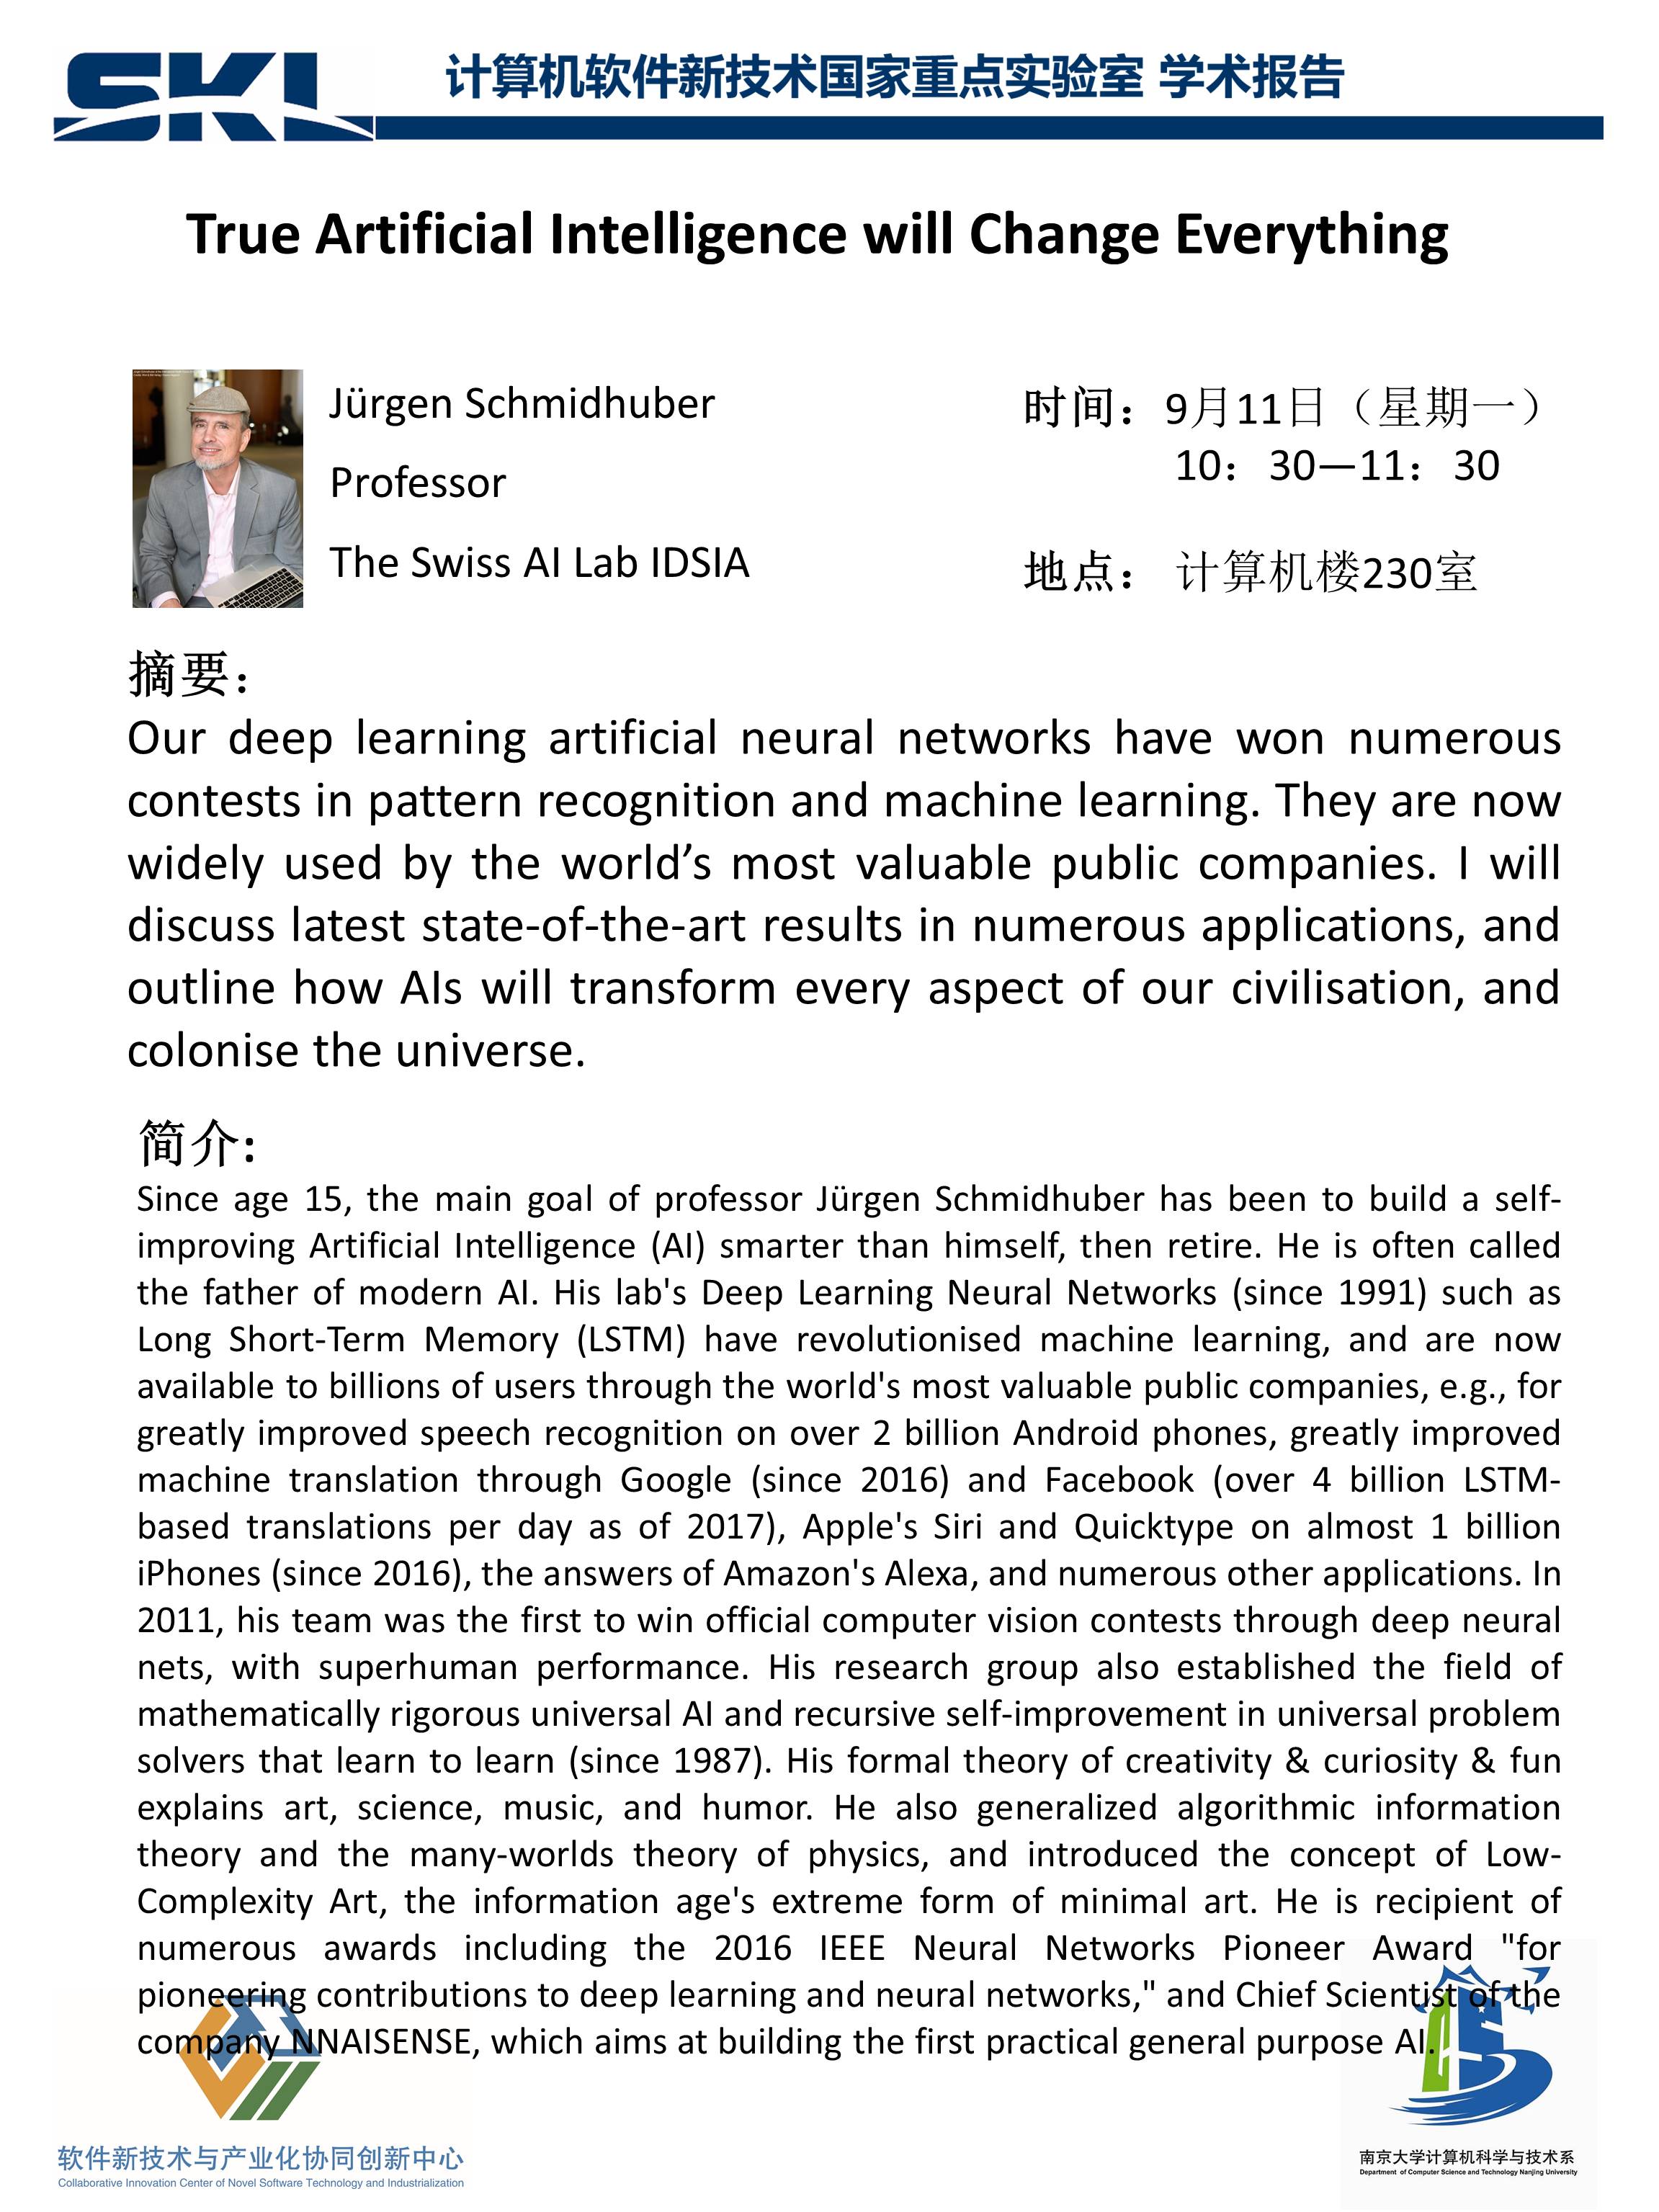 SKL
计算机软件新技术国家重点实验室 学术报告
True Artificial Intelligence will Change Everything
Jürgen Schmidhuber
Professor
The Swiss AI Lab IDSIA
时间：9月11日（星期一）
10：30—11：30
地点： 计算机楼230室
摘要：
Our deep learning artificial neural networks have won numerous
contests in pattern recognition and machine learning. They are now
widely used by the world’s most valuable public companies. I will
discuss latest state-of-the-art results in numerous applications, and
outline how AIs will transform every aspect of our civilisation, and
colonise the universe.
简介:
Since age 15, the main goal of professor Jürgen Schmidhuber has been to build a self-
improving Artificial Intelligence (AI) smarter than himself, then retire. He is often called
the father of modern AI. His lab's Deep Learning Neural Networks (since 1991) such as
Long Short-Term Memory (LSTM) have revolutionised machine learning, and are now
available to billions of users through the world's most valuable public companies, e.g., for
greatly improved speech recognition on over 2 billion Android phones, greatly improved
machine translation through Google (since 2016) and Facebook (over 4 billion LSTM-
based translations per day as of 2017), Apple's Siri and Quicktype on almost 1 billion
iPhones (since 2016), the answers of Amazon's Alexa, and numerous other applications. In
2011, his team was the first to win official computer vision contests through deep neural
nets, with superhuman performance. His research group also established the field of
mathematically rigorous universal AI and recursive self-improvement in universal problem
solvers that learn to learn (since 1987). His formal theory of creativity & curiosity & fun
explains art, science, music, and humor. He also generalized algorithmic information
theory and the many-worlds theory of physics, and introduced the concept of Low-
Complexity Art, the information age's extreme form of minimal art. He is recipient of
numerous awards including the 2016 IEEE Neural Networks Pioneer Award "for
pioneering contributions to deep learning and neural networks," and Chief Scientist of the
company NNAISENSE, which aims at building the first practical general purpose AI.
软件新技术与产业化协同创新中心
Collaborative Innovation Center of Novel Software Technology and Industrialization
南京大学计算机科学与技术系
Department of Computer Science and Technology Nanjing University